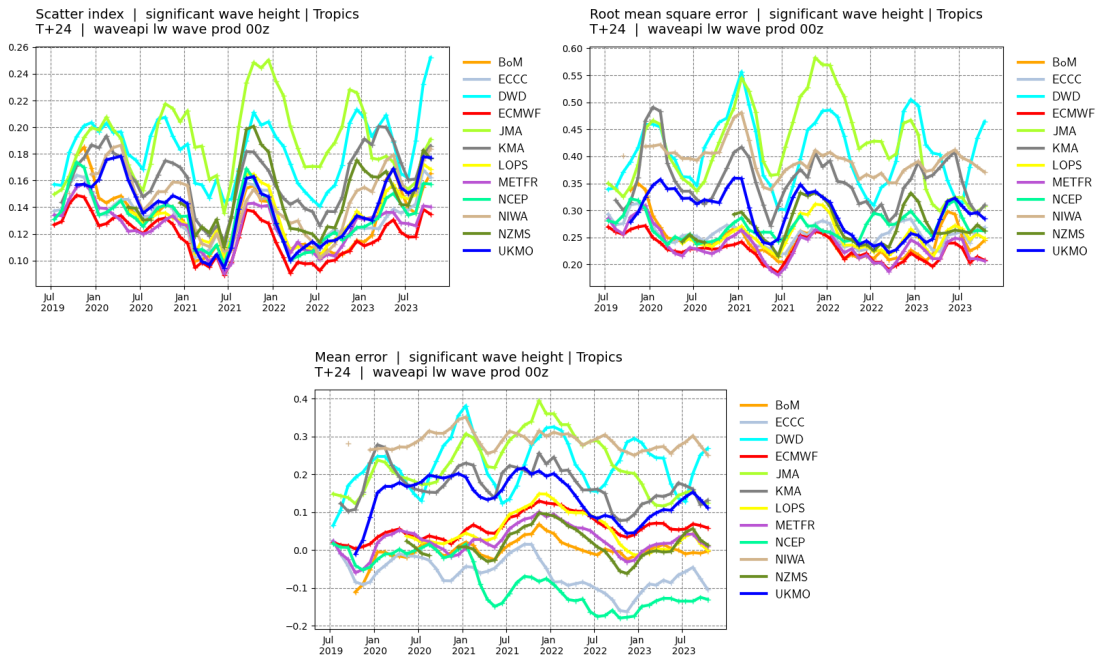 Scatter index | significant wave height | Tropics
T+24 | waveapi lw wave prod 00z
0.26
0.24
0.22
0.20
0.18
0.16
0.14
0.12
0.10
Jul Jan Jul Jan Jul Jan Jul Jan Jul
2019 2020 2020 2021 2021 2022 2022 2023 2023
BoM
ECCC
DWD
ECMWF
JMA
KMA
LOPS
METFR
NCEP
NIWA
NZMS
UKMO
Root mean square error | significant wave height | Tropics
T+24 | waveapi lw wave prod 00z
0.60
0.55
0.50
0.45
0.40
0.35
0.30
0.25
0.20
Jul Jan Jul Jan Jul Jan Jul Jan Jul
2019 2020 2020 2021 2021 2022 2022 2023 2023
BoM
ECCC
DWD
ECMWF
JMA
KMA
LOPS
METFR
NCEP
NIWA
NZMS
UKMO
Mean error | significant wave height | Tropics
T+24 | waveapi lw wave prod 00z
0.4
0.3
0.2
0.1
0.0
−0.1
−0.2
Jul Jan Jul Jan Jul Jan Jul Jan Jul
2019 2020 2020 2021 2021 2022 2022 2023 2023
BoM
ECCC
DWD
ECMWF
JMA
KMA
LOPS
METFR
NCEP
NIWA
NZMS
UKMO